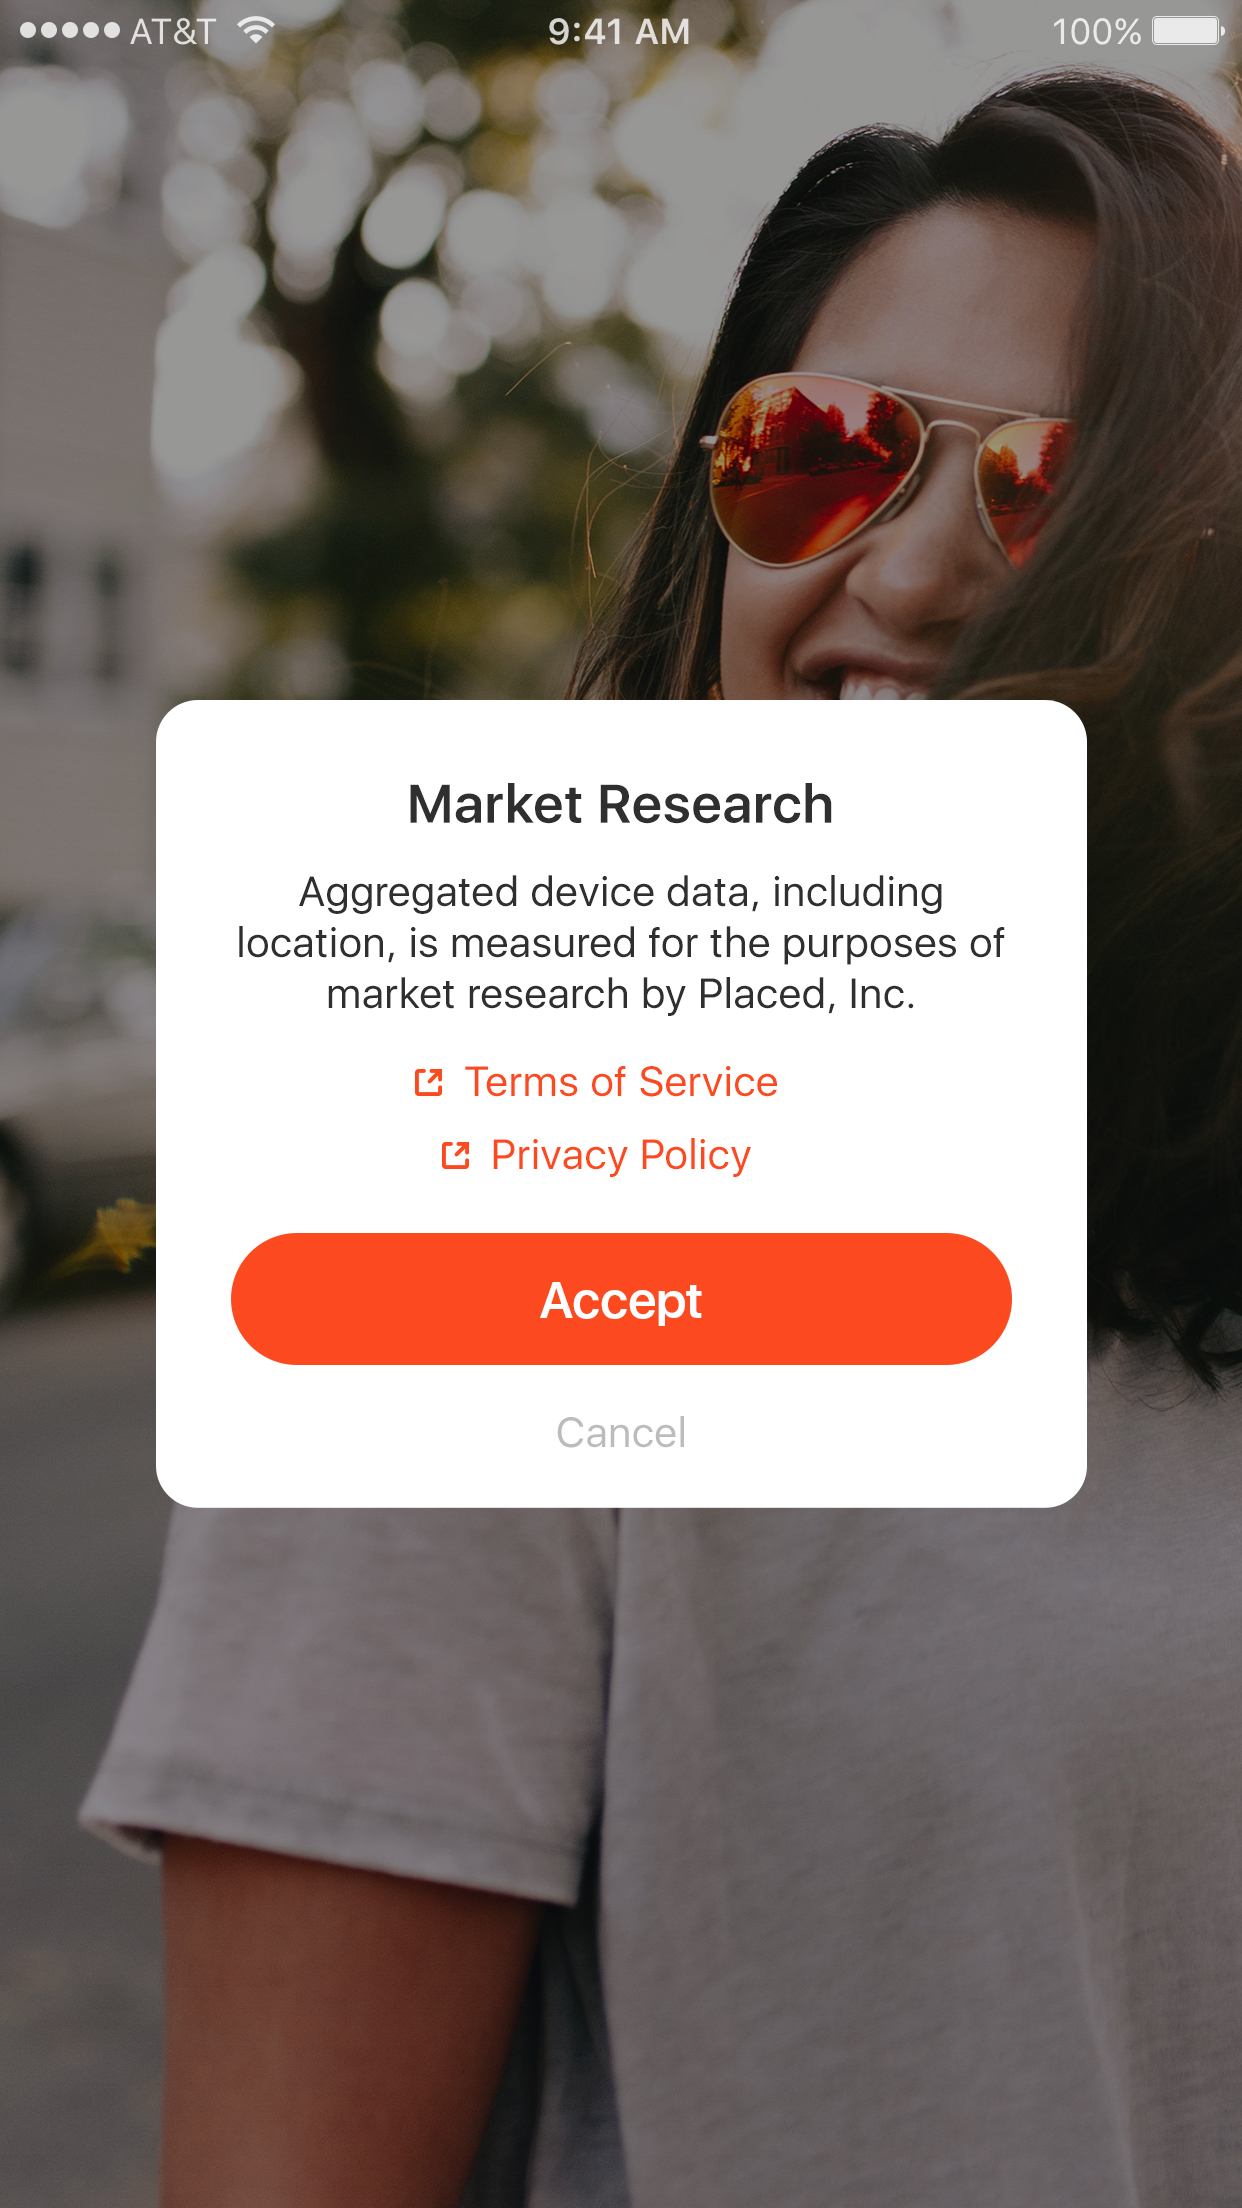 AT&T 9:41 AM 100%
Market Research
Aggregated device data, including
location, is measured for the purposes of
market research by Placed, Inc.
Terms of Service
Privacy Policy
Accept
Cancel